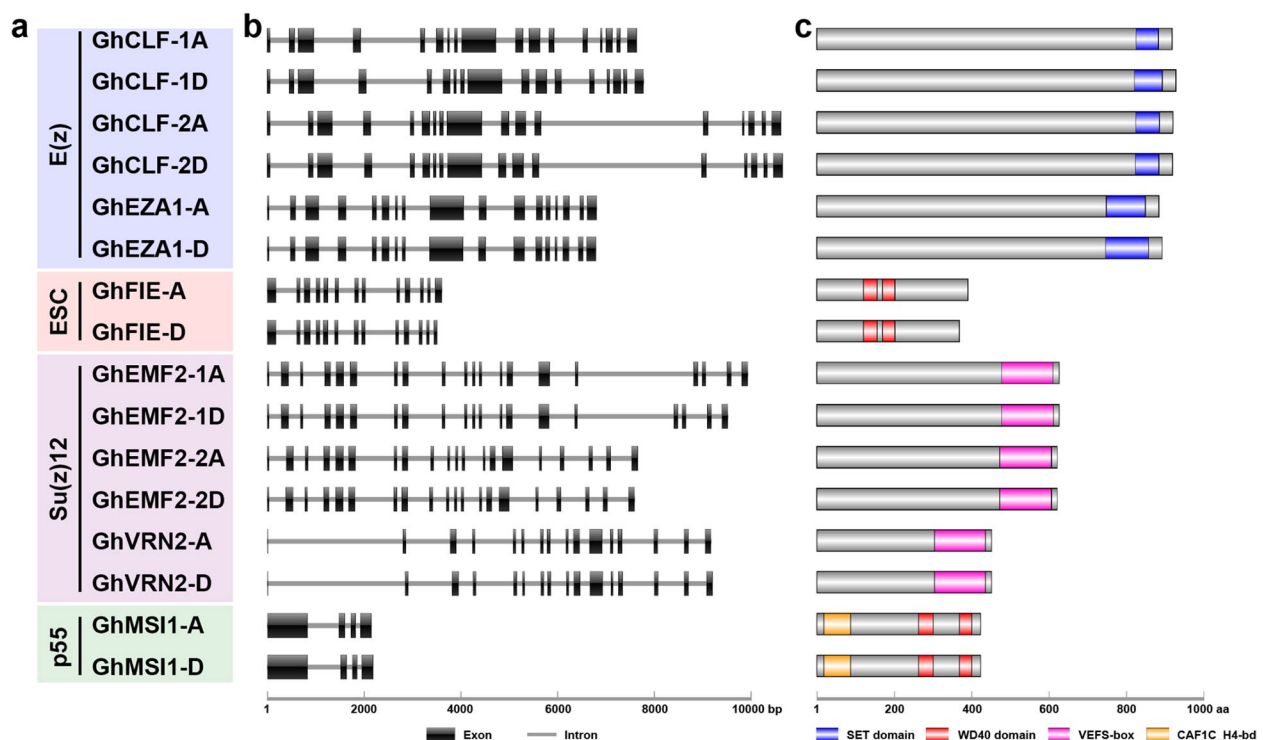 a
b
c
E(z)
GhCLF-1A
GhCLF-1D
GhCLF-2A
GhCLF-2D
GhEZA1-A
GhEZA1-D
ESC
GhFIE-A
GhFIE-D
Su(z)12
GhEMF2-1A
GhEMF2-1D
GhEMF2-2A
GhEMF2-2D
GhVRN2-A
GhVRN2-D
p55
GhMSI1-A
GhMSI1-D
1 2000 4000 6000 8000 10000 bp
Exon Intron
1 200 400 600 800 1000 aa
SET domain WD40 domain VEFS-box CAF1C_H4-bd